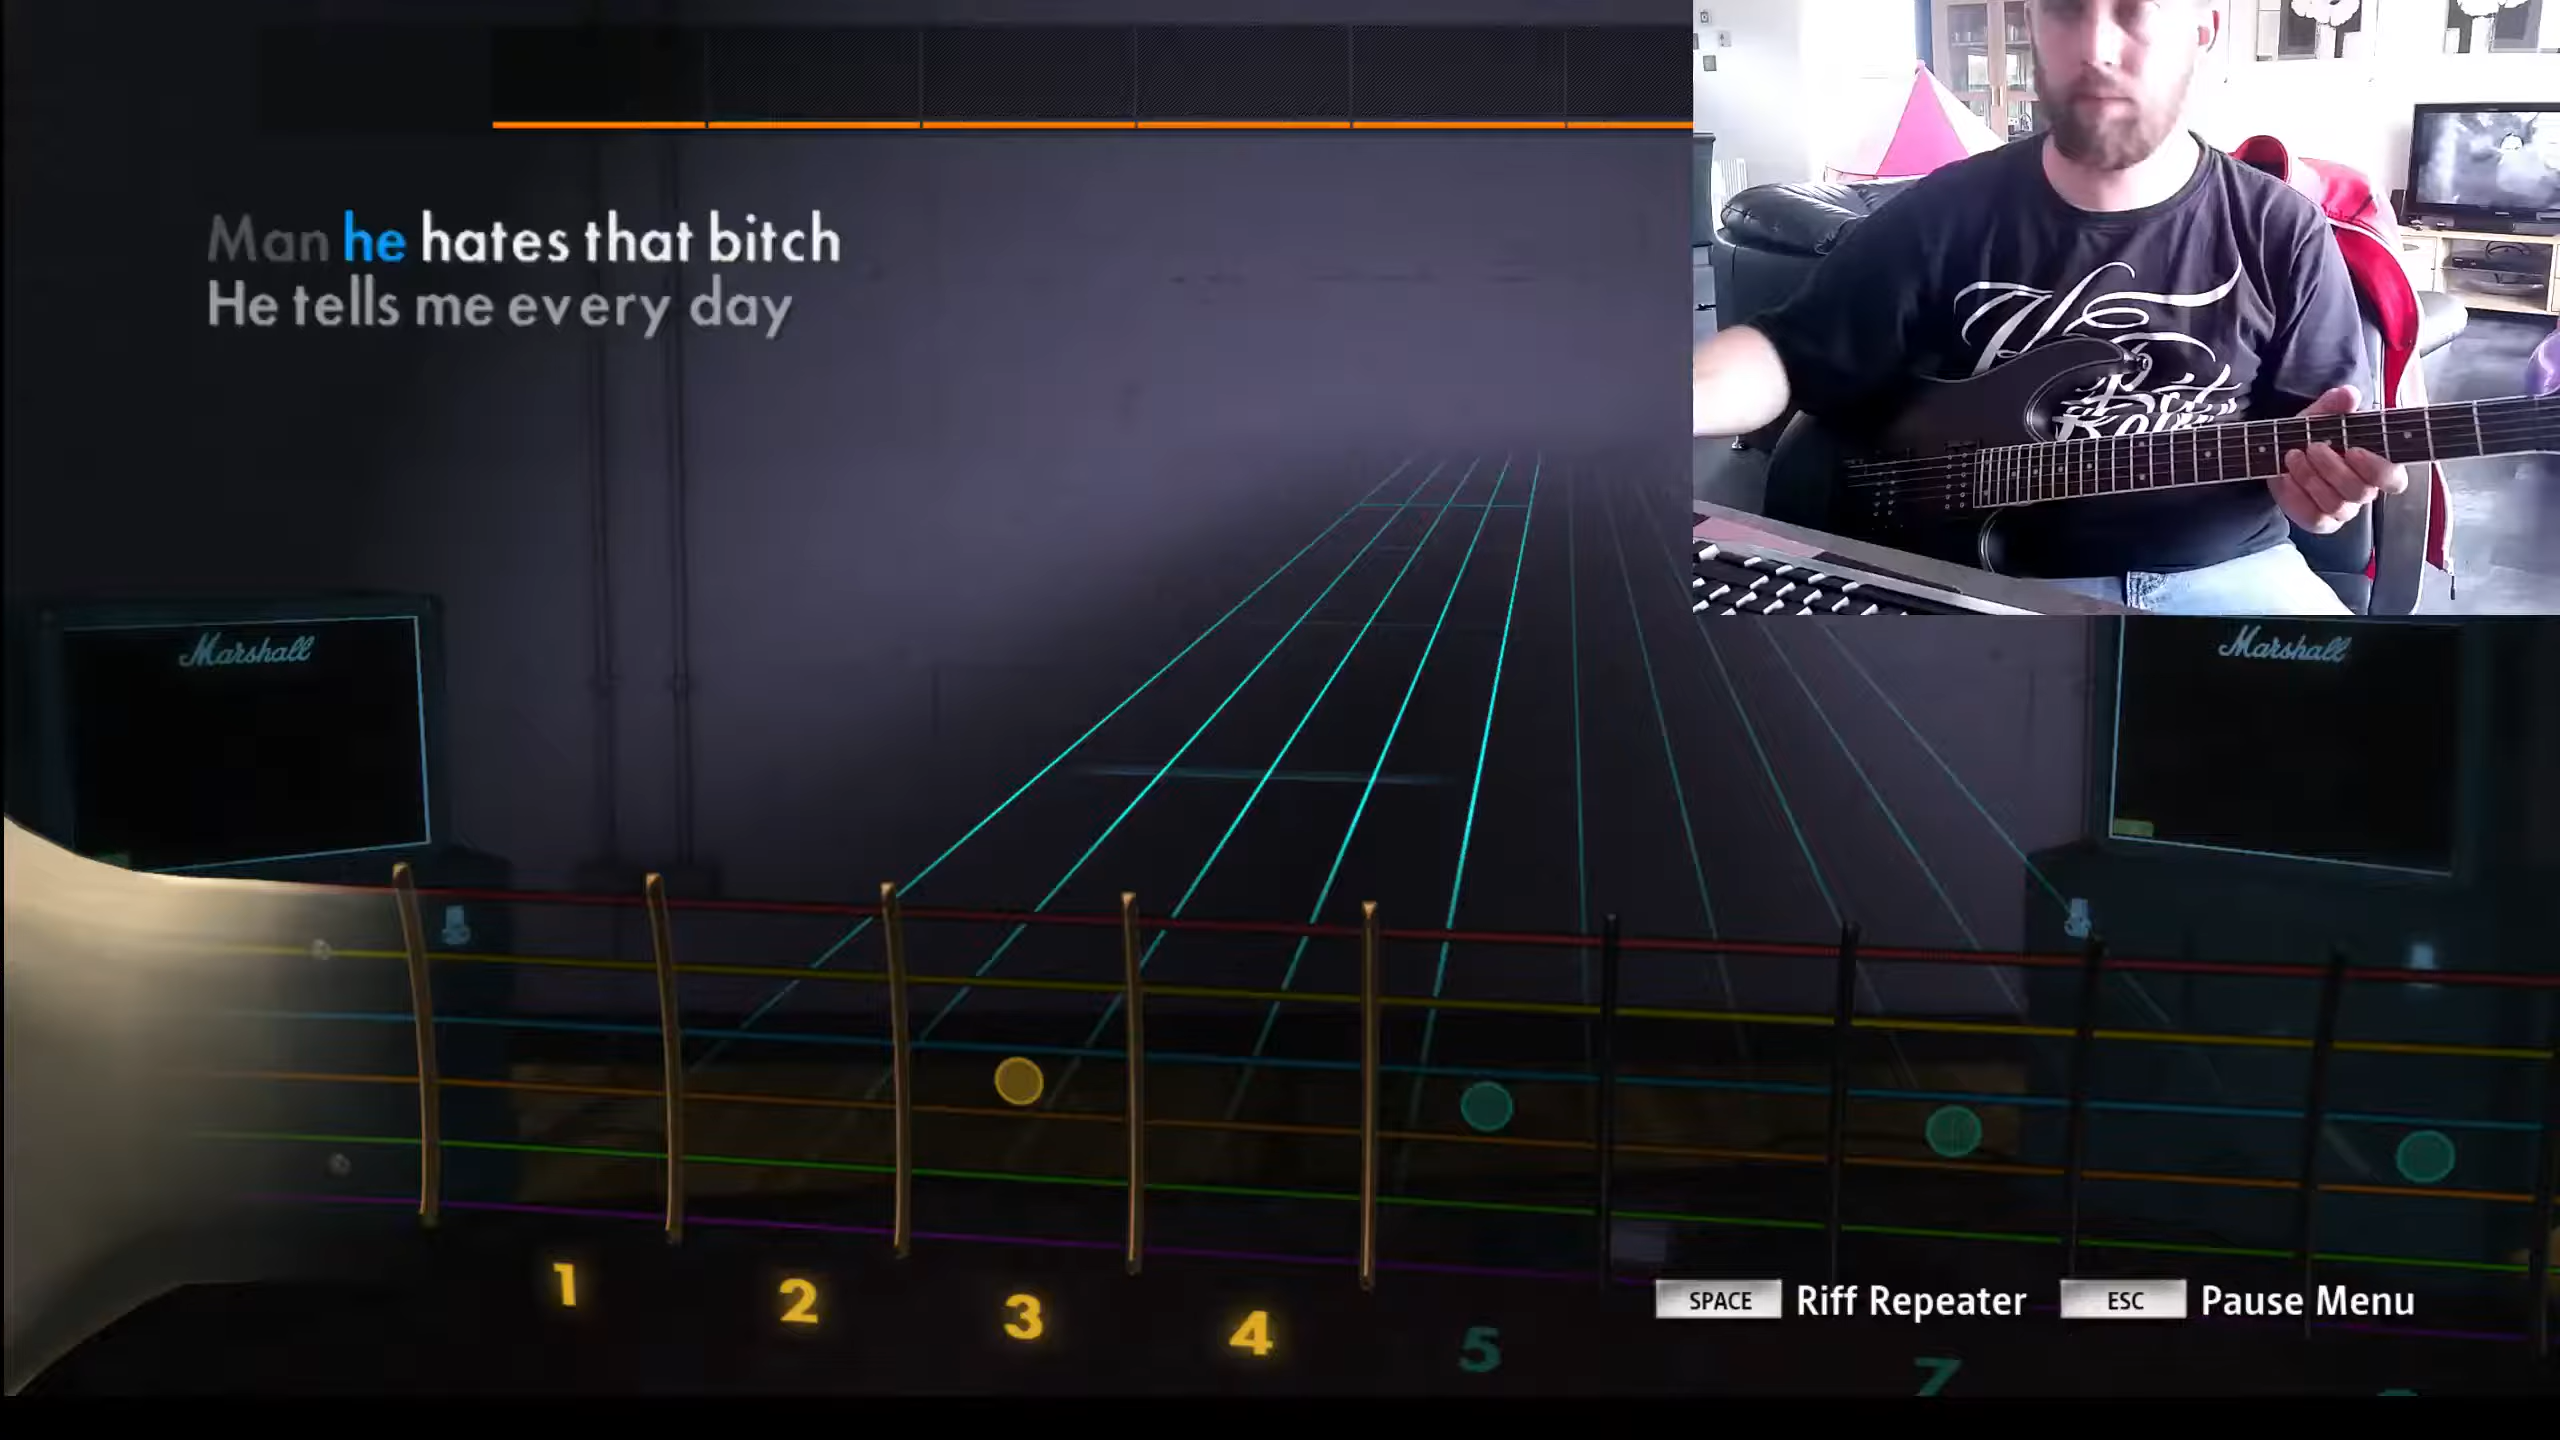 Man he hates that bitch
He tells me every day
Marshall
Marshall
SPACE Riff Repeater ESC Pause Menu
1 2 3 4 5 7